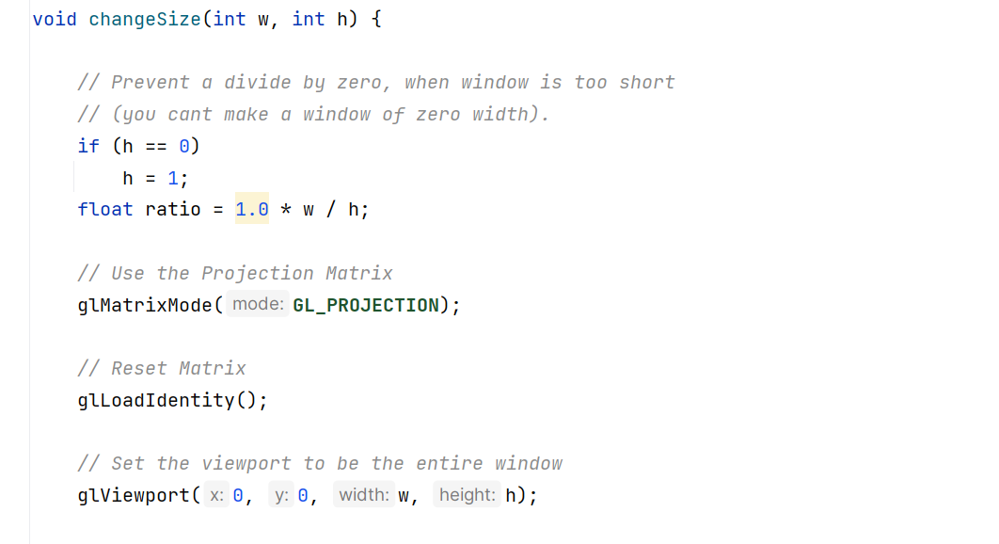 void changeSize(int w, int h) {
// Prevent a divide by zero, when window is too short
// (you cant make a window of zero width).
if (h == 0)
h = 1;
float ratio = 1.0 * w / h;
// Use the Projection Matrix
glMatrixMode( mode: GL_PROJECTION);
// Reset Matrix
glLoadIdentity();
// Set the viewport to be the entire window
glViewport( x: 0, y: 0, width: w, height: h);